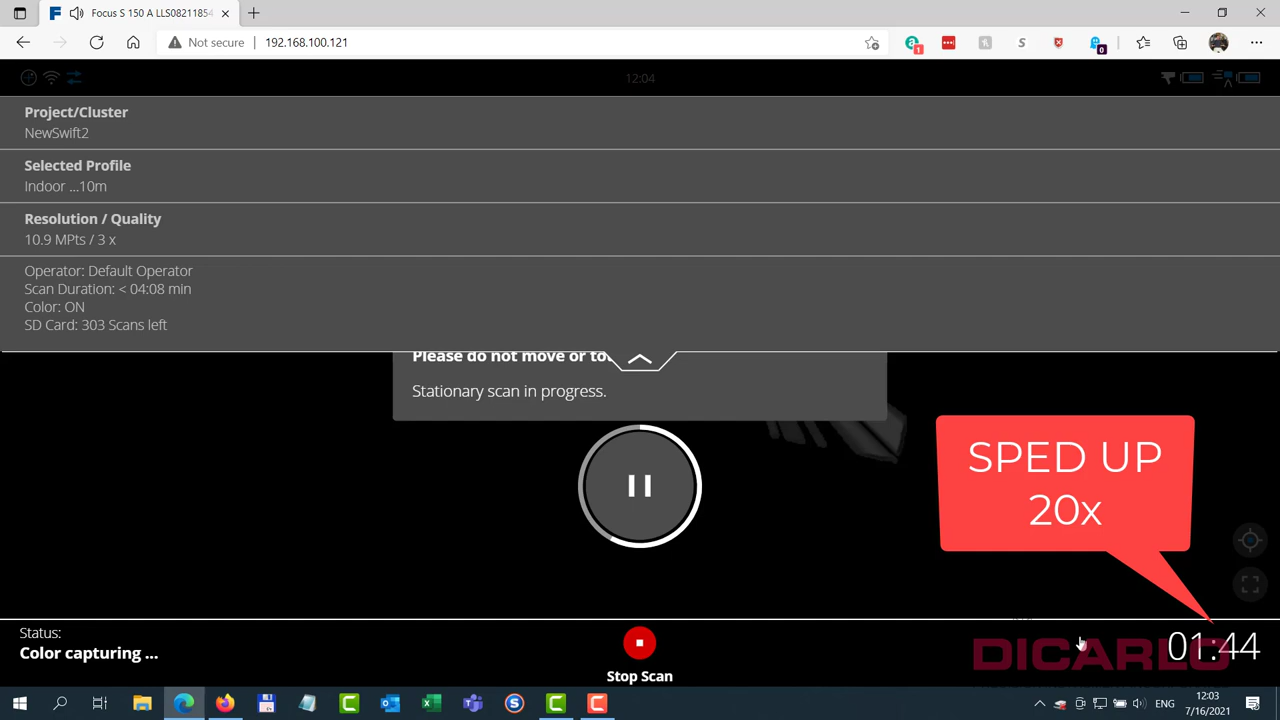 Focus S 150 A LLS08211854
Not secure
192.168.100.121
1
0
12:04
Project/Cluster
NewSwift2
Selected Profile
Indoor ...10m
Resolution / Quality
10.9 MPts / 3 x
Operator: Default Operator
Scan Duration: < 04:08 min
Color: ON
SD Card: 303 Scans left
Please do not move or to
Stationary scan in progress.
SPED UP
20x
Status:
Color capturing ...
Stop Scan
DICARLO
01:44
ENG
12:03
7/16/2021